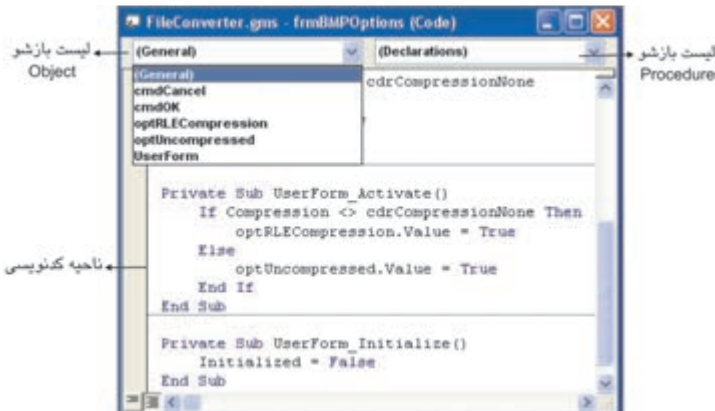 FileConverter.gms - frmBMPOptions (Code)
لیست بازشو
Object
(General)
(Declarations)
لیست بازشو
Procedure
(General)
cmdCancel
cmdOK
optRLECompression
optUncompressed
UserForm
cdrCompressionNone
Private Sub UserForm_Activate()
If Compression <> cdrCompressionNone Then
optRLECompression.Value = True
Else
optUncompressed.Value = True
End If
End Sub
ناحیه کدنویسی
Private Sub UserForm_Initialize()
Initialized = False
End Sub